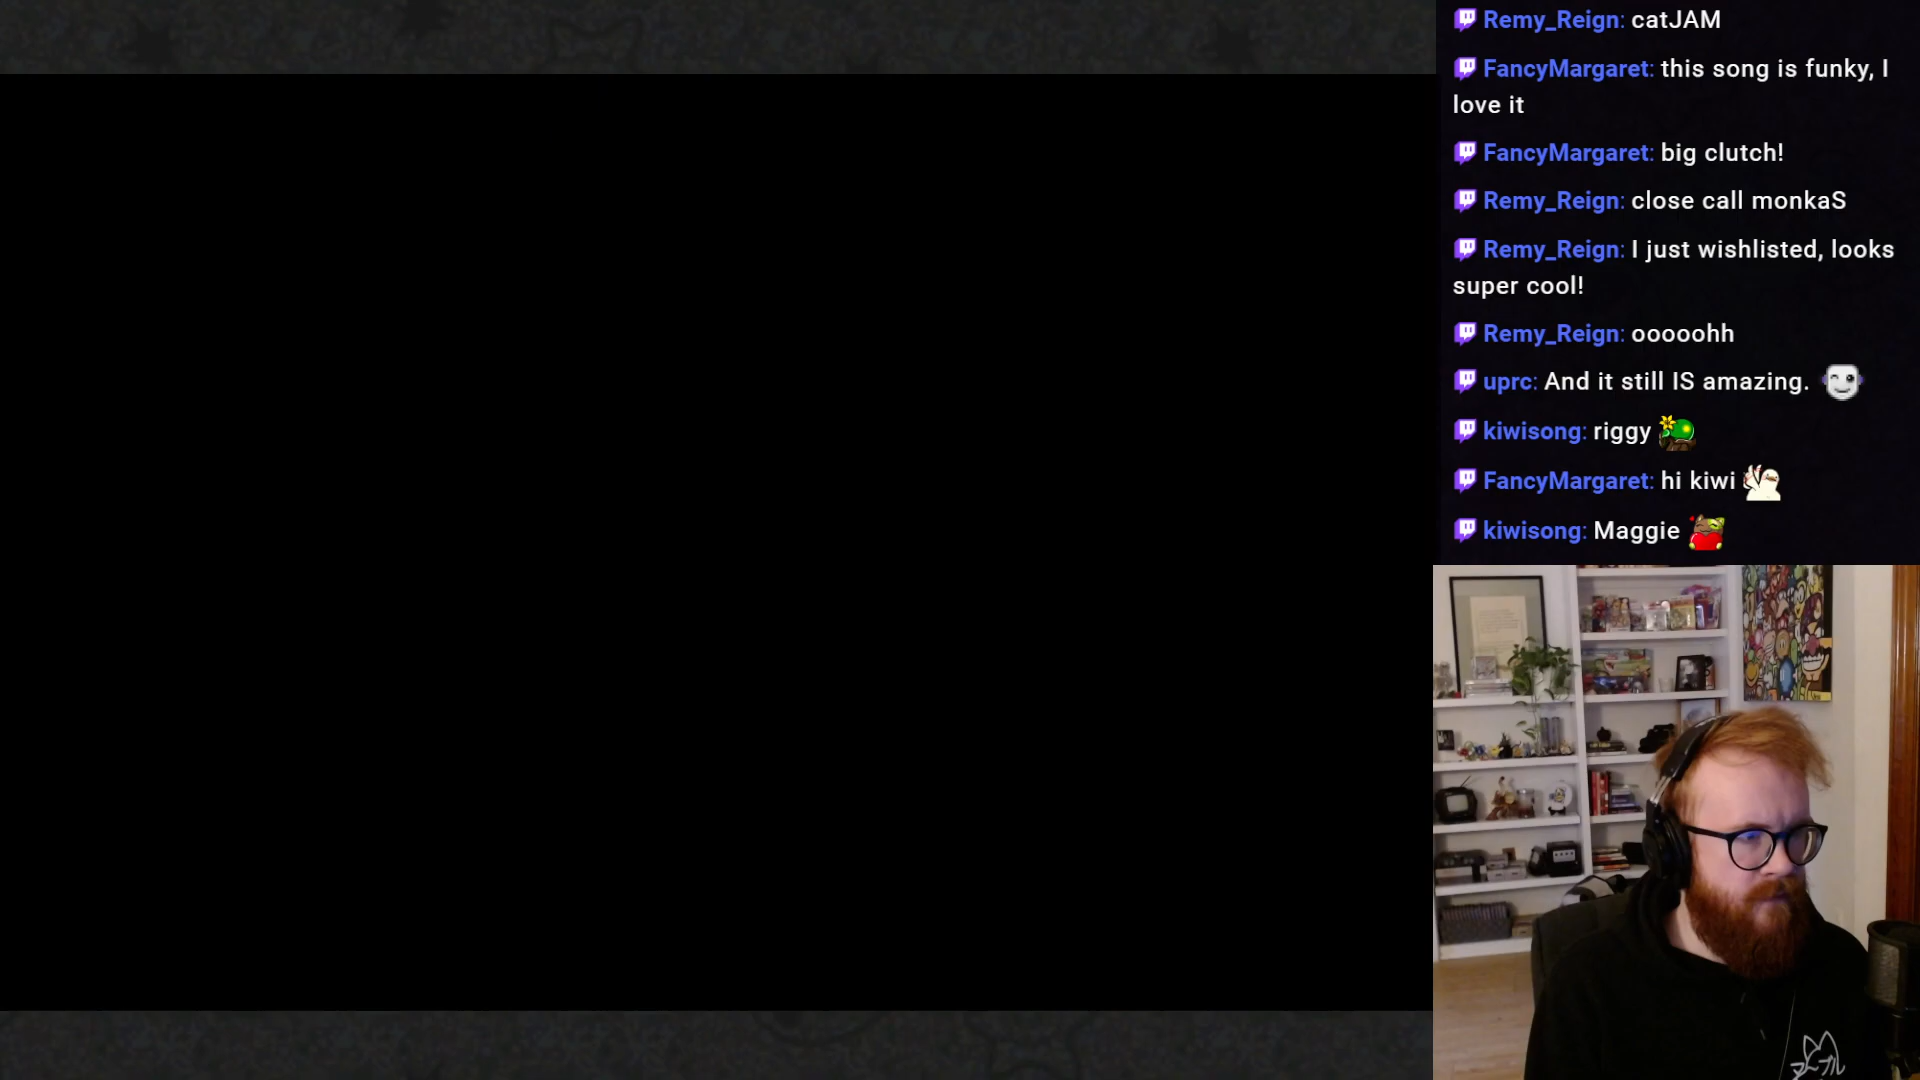 Remy_Reign: catJAM
FancyMargaret: this song is funky, I
love it
FancyMargaret: big clutch!
Remy_Reign: close call monkaS
Remy_Reign: I just wishlisted, looks
super cool!
Remy_Reign: ooooohh
uprc: And it still IS amazing.
kiwisong: riggy
FancyMargaret: hi kiwi
kiwisong: Maggie